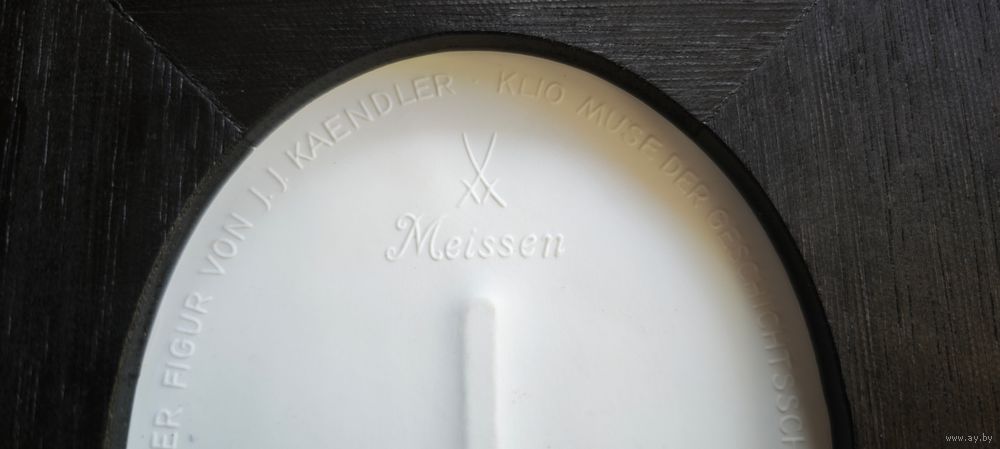 ER FIGUR VON J. J. KAENDLER · KLIO MUSE DER GESCHICHTSSCH
Meissen
www.ay.by